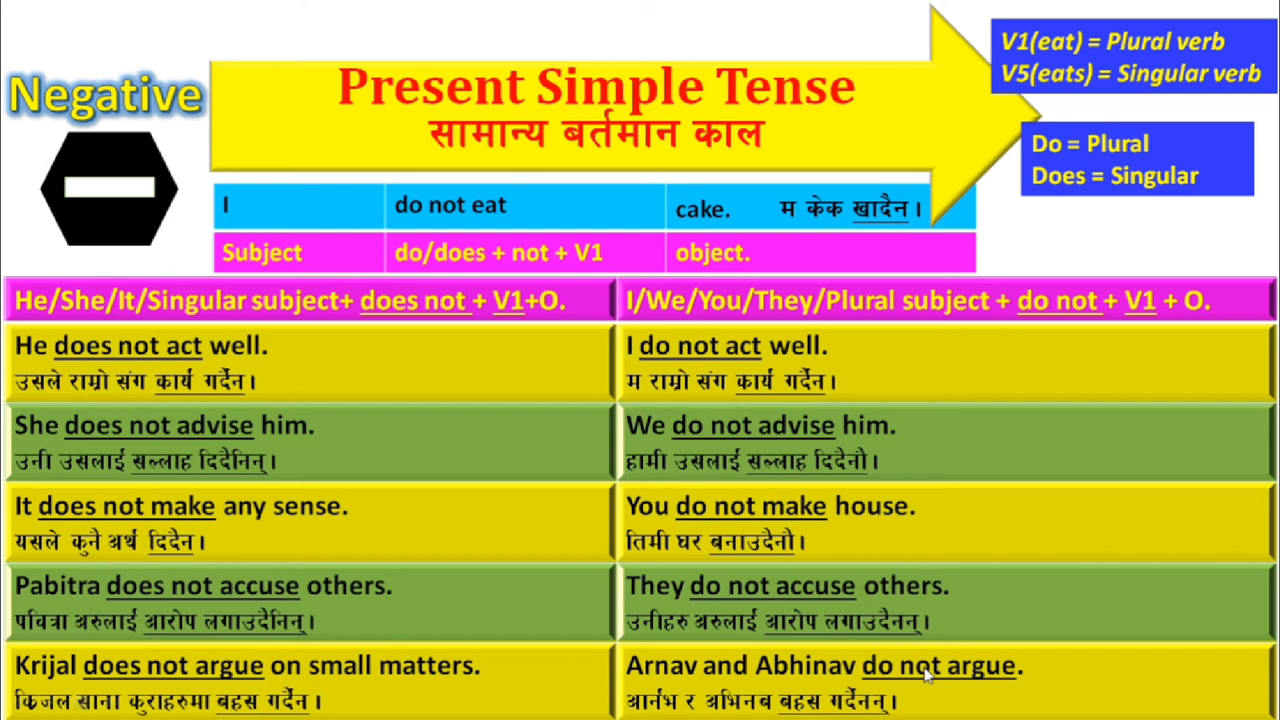 V1(eat) = Plural verb
V5(eats) = Singular verb
Negative
Present Simple Tense
सामान्य बर्तमान काल
Do = Plural
Does = Singular
I do not eat cake. म केक खादैन।
Subject do/does + not + V1 object.
He/She/It/Singular subject+ does not + V1+O.
I/We/You/They/Plural subject + do not + V1 + O.
He does not act well.
उसले राम्रो संग कार्य गर्दैन।
I do not act well.
म राम्रो संग कार्य गर्दैन।
She does not advise him.
उनी उसलाई सल्लाह दिदैनिन्।
We do not advise him.
हामी उसलाई सल्लाह दिदैनौ।
It does not make any sense.
यसले कुनै अर्थ दिदैन।
You do not make house.
तिमी घर बनाउदैनौ।
Pabitra does not accuse others.
पवित्रा अरुलाई आरोप लगाउदैनिन्।
They do not accuse others.
उनीहरु अरुलाई आरोप लगाउदैनन्।
Krijal does not argue on small matters.
क्रिजल साना कुराहरुमा बहस गर्दैन।
Arnav and Abhinav do not argue.
आर्नभ र अभिनब बहस गर्दैनन्।